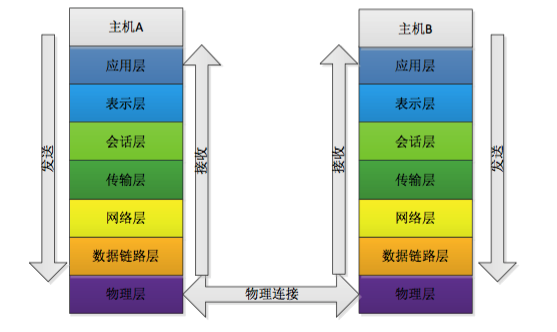 主机A
应用层
表示层
会话层
传输层
网络层
数据链路层
物理层
发送
接收
物理连接
主机B
应用层
表示层
会话层
传输层
网络层
数据链路层
物理层
接收
发送